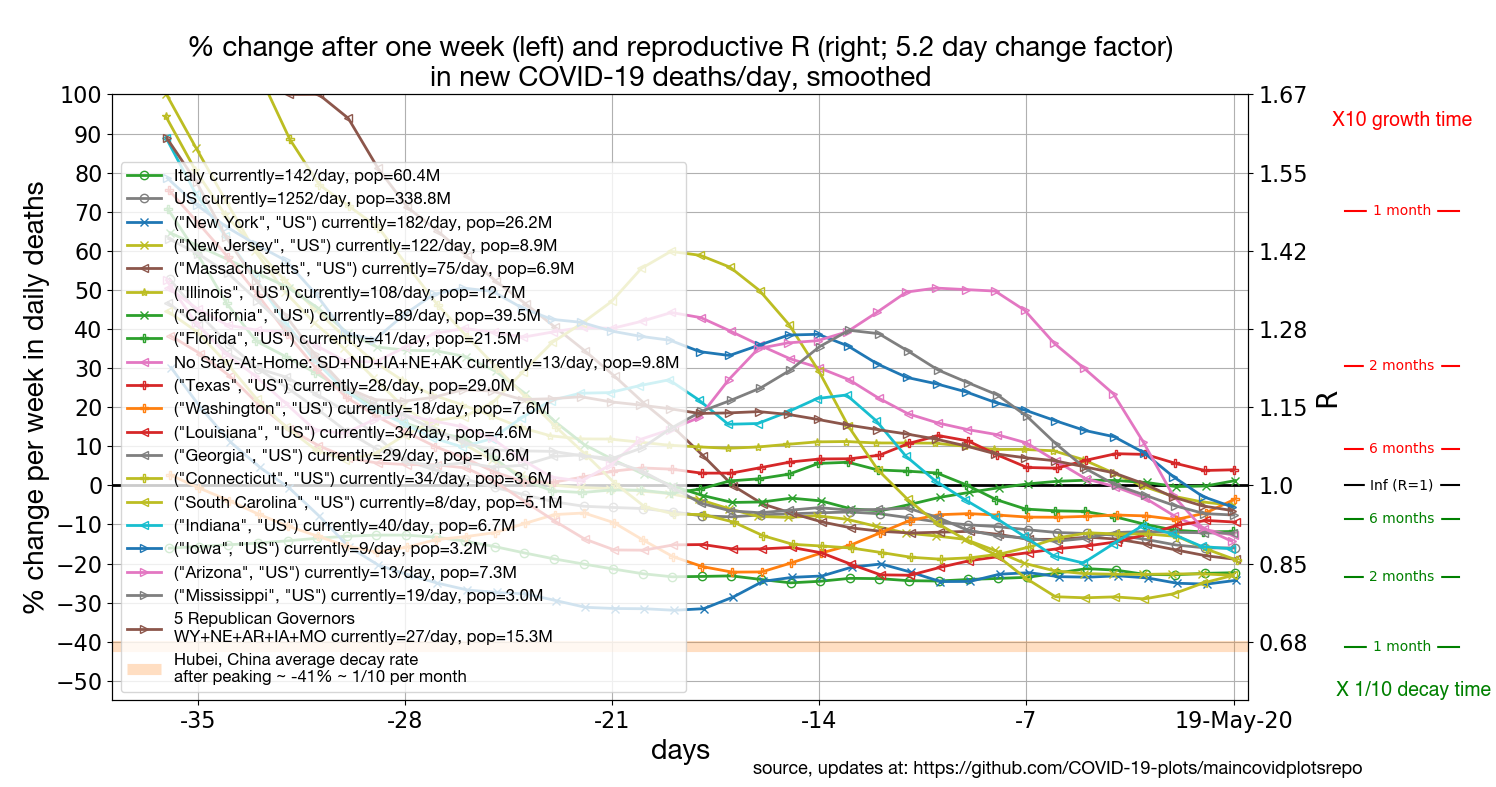 % change after one week (left) and reproductive R (right; 5.2 day change factor)
in new COVID-19 deaths/day, smoothed
% change per week in daily deaths
100
90
80
70
60
50
40
30
20
10
0
−10
−20
−30
−40
−50
Italy currently=142/day, pop=60.4M
US currently=1252/day, pop=338.8M
("New York", "US") currently=182/day, pop=26.2M
("New Jersey", "US") currently=122/day, pop=8.9M
("Massachusetts", "US") currently=75/day, pop=6.9M
("Illinois", "US") currently=108/day, pop=12.7M
("California", "US") currently=89/day, pop=39.5M
("Florida", "US") currently=41/day, pop=21.5M
No Stay-At-Home: SD+ND+IA+NE+AK currently=13/day, pop=9.8M
("Texas", "US") currently=28/day, pop=29.0M
("Washington", "US") currently=18/day, pop=7.6M
("Louisiana", "US") currently=34/day, pop=4.6M
("Georgia", "US") currently=29/day, pop=10.6M
("Connecticut", "US") currently=34/day, pop=3.6M
("South Carolina", "US") currently=8/day, pop=5.1M
("Indiana", "US") currently=40/day, pop=6.7M
("Iowa", "US") currently=9/day, pop=3.2M
("Arizona", "US") currently=13/day, pop=7.3M
("Mississippi", "US") currently=19/day, pop=3.0M
5 Republican Governors
WY+NE+AR+IA+MO currently=27/day, pop=15.3M
Hubei, China average decay rate
after peaking ~ -41% ~ 1/10 per month
1.67
1.55
1.42
1.28
1.15
1.0
0.85
0.68
R
X10 growth time
1 month
2 months
6 months
Inf (R=1)
6 months
2 months
1 month
X 1/10 decay time
-35
-28
-21
-14
-7
19-May-20
days
source, updates at: https://github.com/COVID-19-plots/maincovidplotsrepo